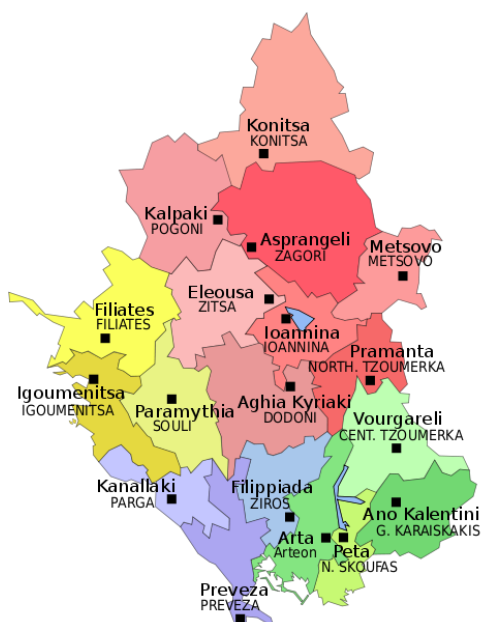 Konitsa
KONITSA
Kalpaki
POGONI
Asprangeli
ZAGORI
Metsovo
METSOVO
Eleousa
ZITSA
Filiates
FILIATES
Ioannina
IOANNINA
Pramanta
NORTH. TZOUMERKA
Igoumenitsa
IGOUMENITSA
Paramythia
SOULI
Aghia Kyriaki
DODONI
Vourgareli
CENT. TZOUMERKA
Kanallaki
PARGA
Filippiada
ZIROS
Ano Kalentini
G. KARAISKAKIS
Arta
Arteon
Peta
N. SKOUFAS
Preveza
PREVEZA